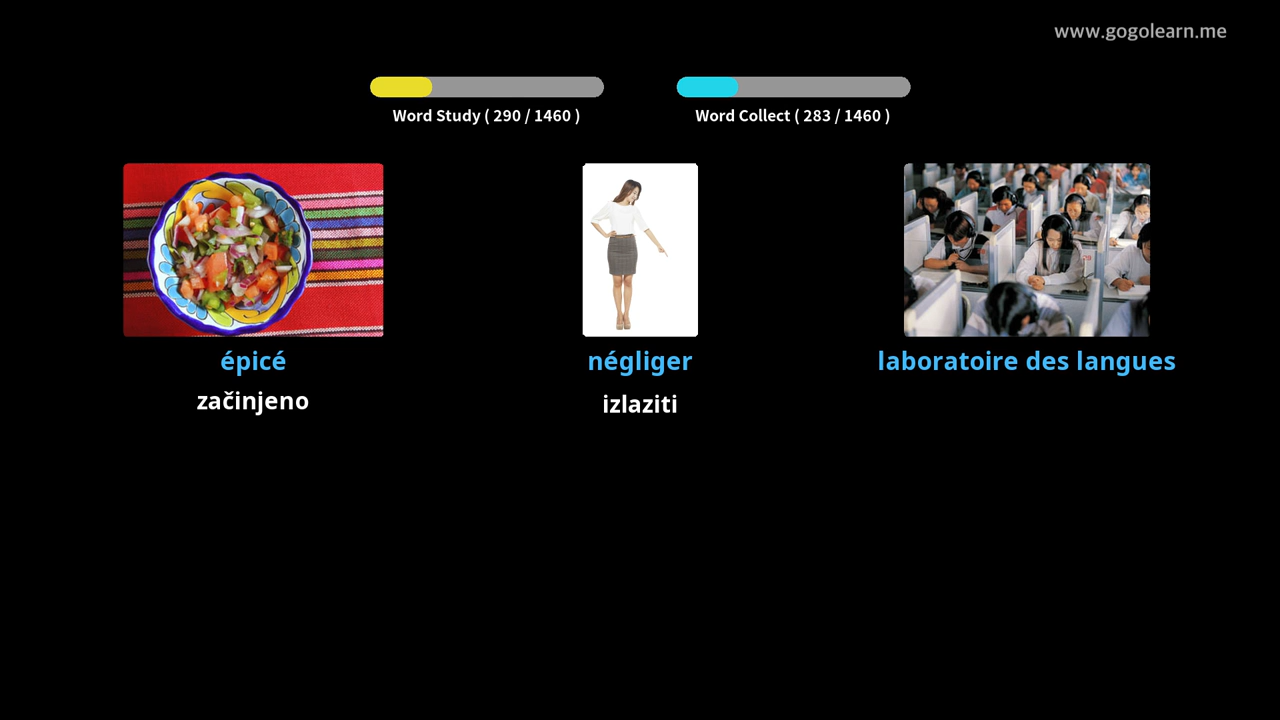 www.gogolearn.me
Word Study ( 290 / 1460 )
Word Collect ( 283 / 1460 )
épicé
négliger
laboratoire des langues
začinjeno
izlaziti